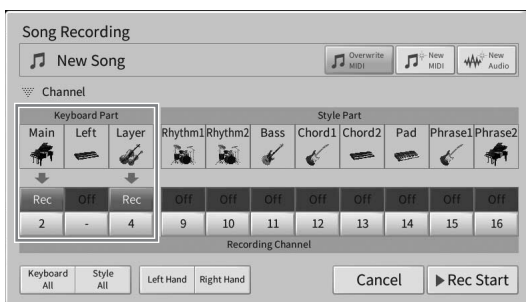 Song Recording
New Song
Overwrite MIDI
New MIDI
New Audio
Channel
Keyboard Part
Style Part
Main Left Layer Rhythm1 Rhythm2 Bass Chord1 Chord2 Pad Phrase1 Phrase2
Rec Off Rec Off Off Off Off Off Off Off Off
2 - 4 9 10 11 12 13 14 15 16
Recording Channel
Keyboard All
Style All
Left Hand Right Hand
Cancel
Rec Start